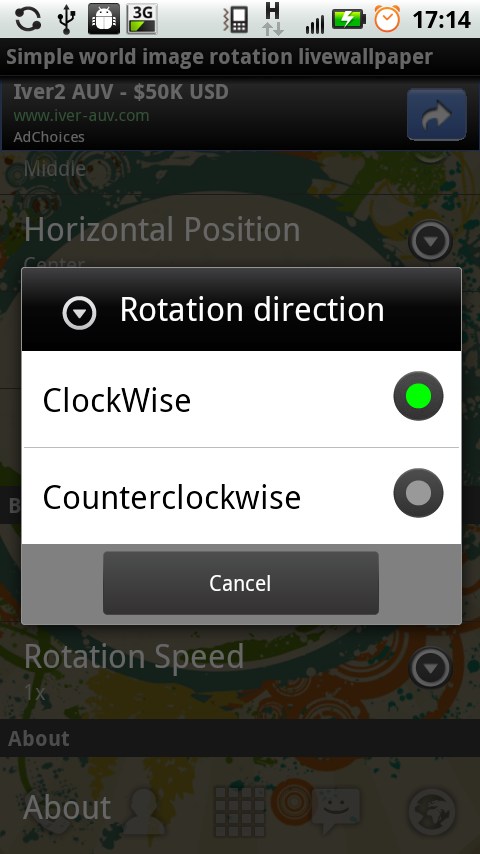 3G
H
17:14
Simple world image rotation livewallpaper
Iver2 AUV - $50K USD
www.iver-auv.com
AdChoices
Middle
Horizontal Position
Center
Rotation direction
ClockWise
Counterclockwise
Cancel
B
Rotation Speed
1x
About
About